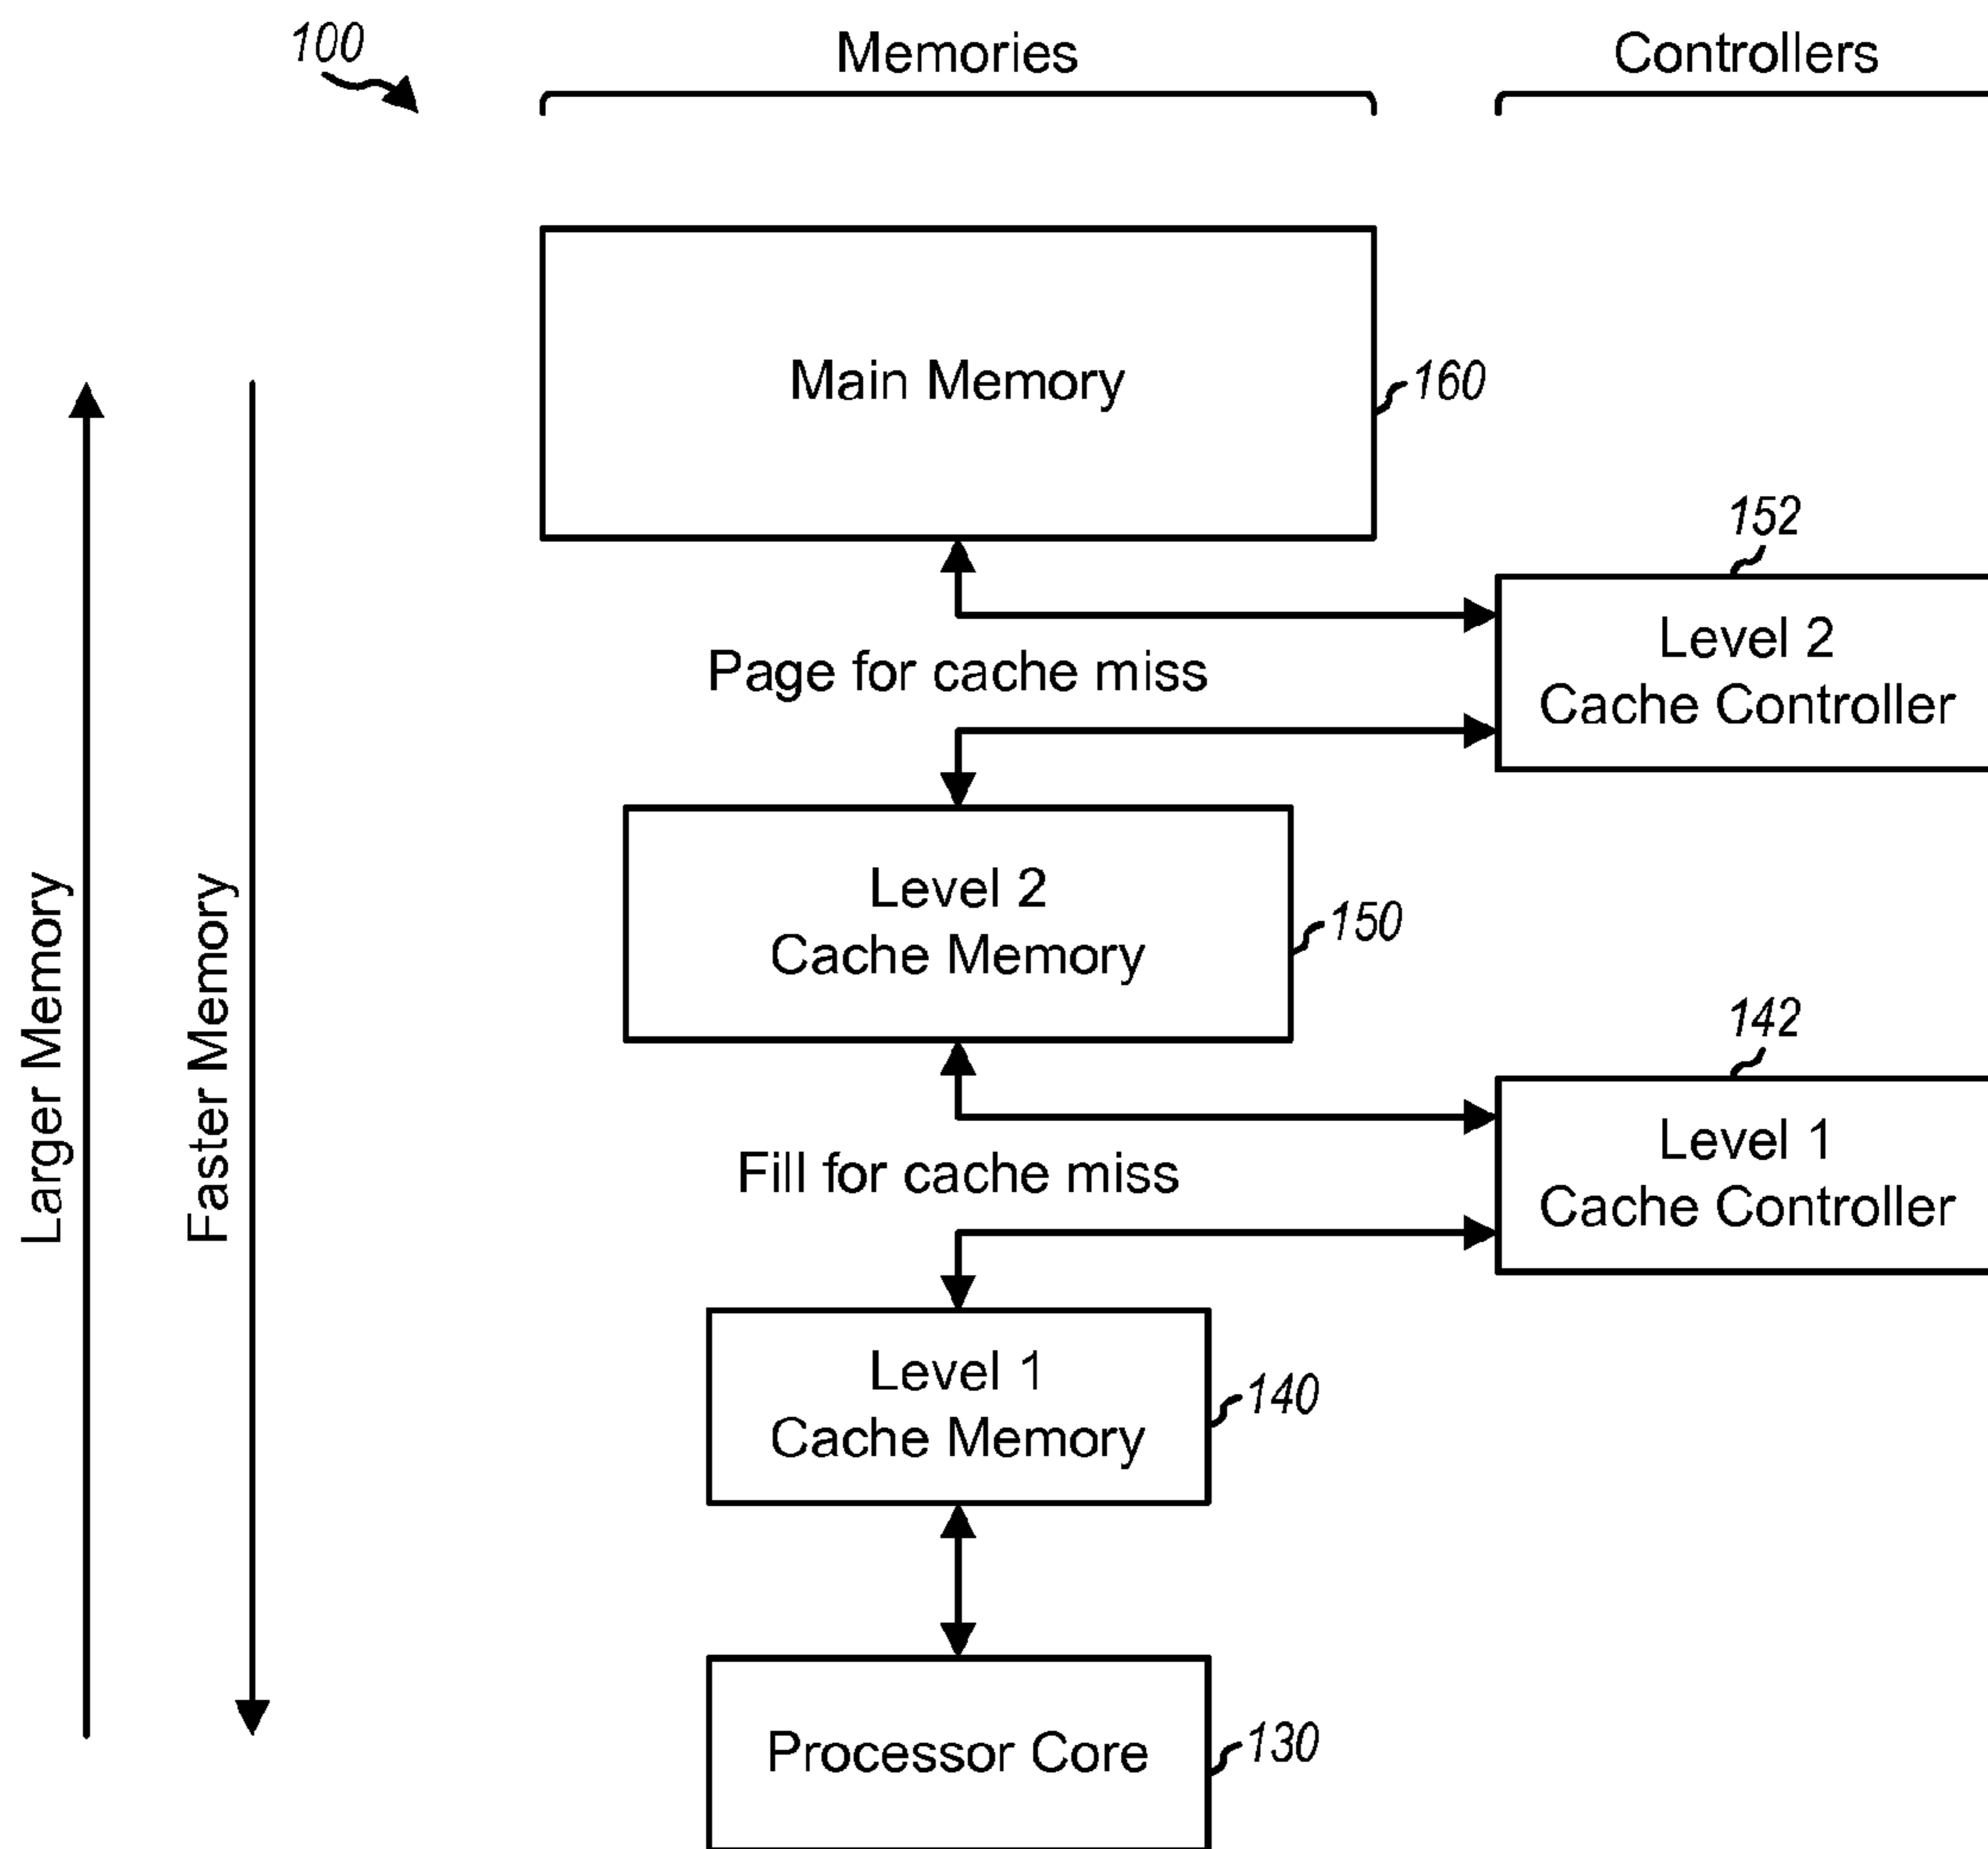 100
Memories
Controllers
Main Memory
160
152
Level 2
Cache Controller
Page for cache miss
Level 2
Cache Memory
150
142
Level 1
Cache Controller
Fill for cache miss
Larger Memory
Faster Memory
Level 1
Cache Memory
140
Processor Core
130